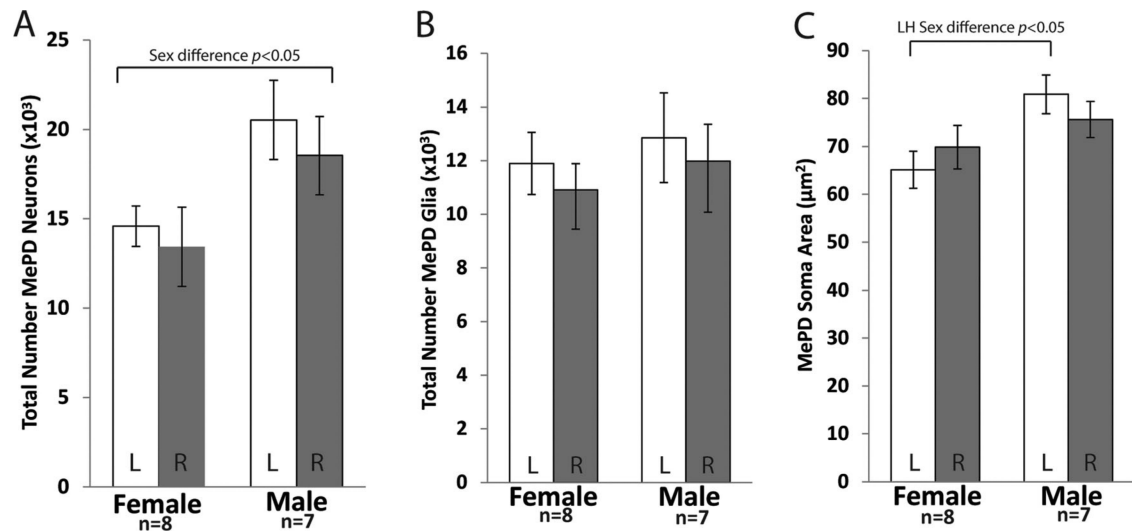 A
Sex difference p<0.05
Total Number MePD Neurons (x10³)
25
20
15
10
5
0
L
R
L
R
Female
n=8
Male
n=7
B
Total Number MePD Glia (x10³)
16
14
12
10
8
6
4
2
0
L
R
L
R
Female
n=8
Male
n=7
C
LH Sex difference p<0.05
MePD Soma Area (µm²)
90
80
70
60
50
40
30
20
10
0
L
R
L
R
Female
n=8
Male
n=7